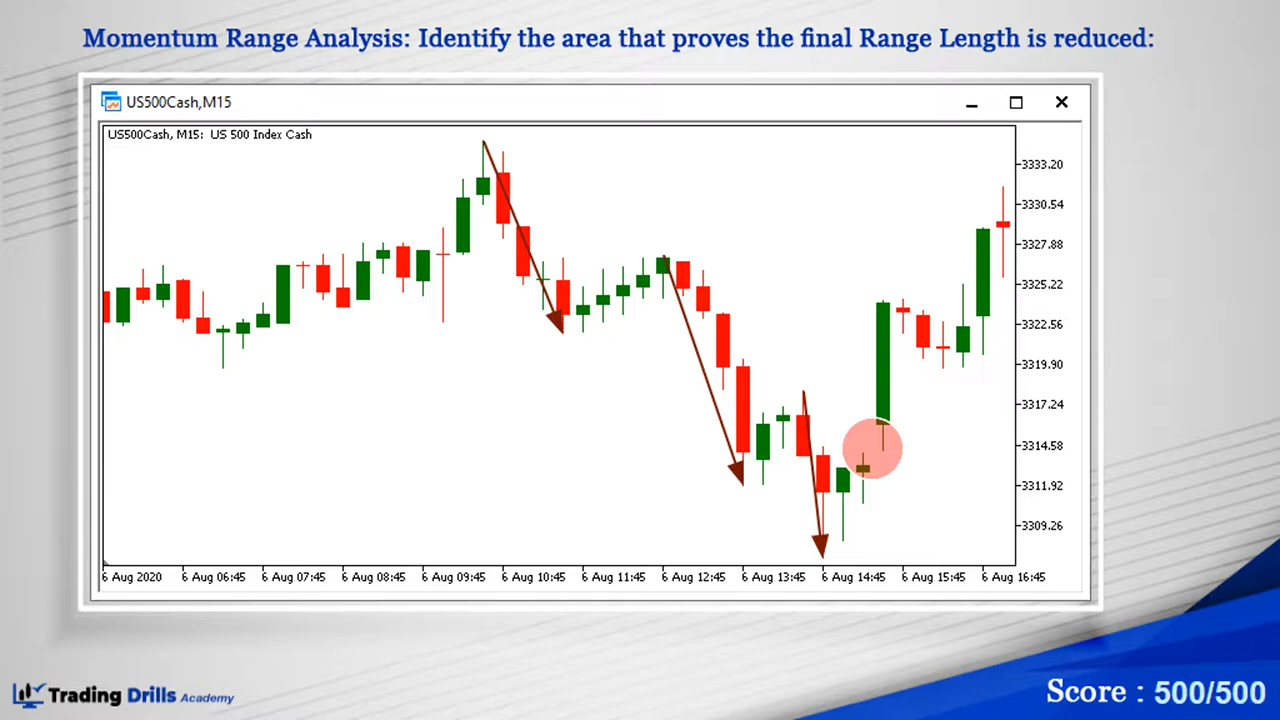 Momentum Range Analysis: Identify the area that proves the final Range Length is reduced:
US500Cash,M15
US500Cash, M15: US 500 Index Cash
3333.20
3330.54
3327.88
3325.22
3322.56
3319.90
3317.24
3314.58
3311.92
3309.26
6 Aug 2020 6 Aug 06:45 6 Aug 07:45 6 Aug 08:45 6 Aug 09:45 6 Aug 10:45 6 Aug 11:45 6 Aug 12:45 6 Aug 13:45 6 Aug 14:45 6 Aug 15:45 6 Aug 16:45
Trading Drills Academy
Score : 500/500